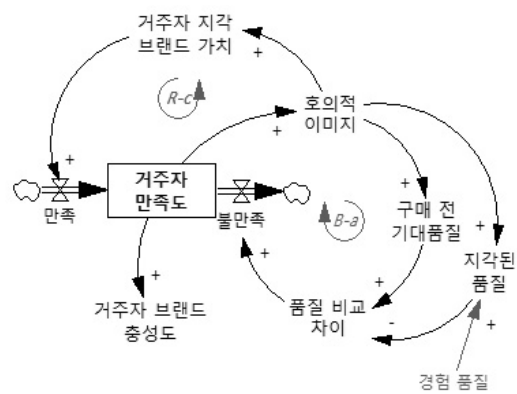 거주자 지각
브랜드 가치
+
R-c
호의적
이미지
+
+
거주자
만족도
만족
불만족
+
B-a
+
구매 전
기대품질
+
지각된
품질
+
+
품질 비교
차이
-
+
거주자 브랜드
충성도
+
경험 품질